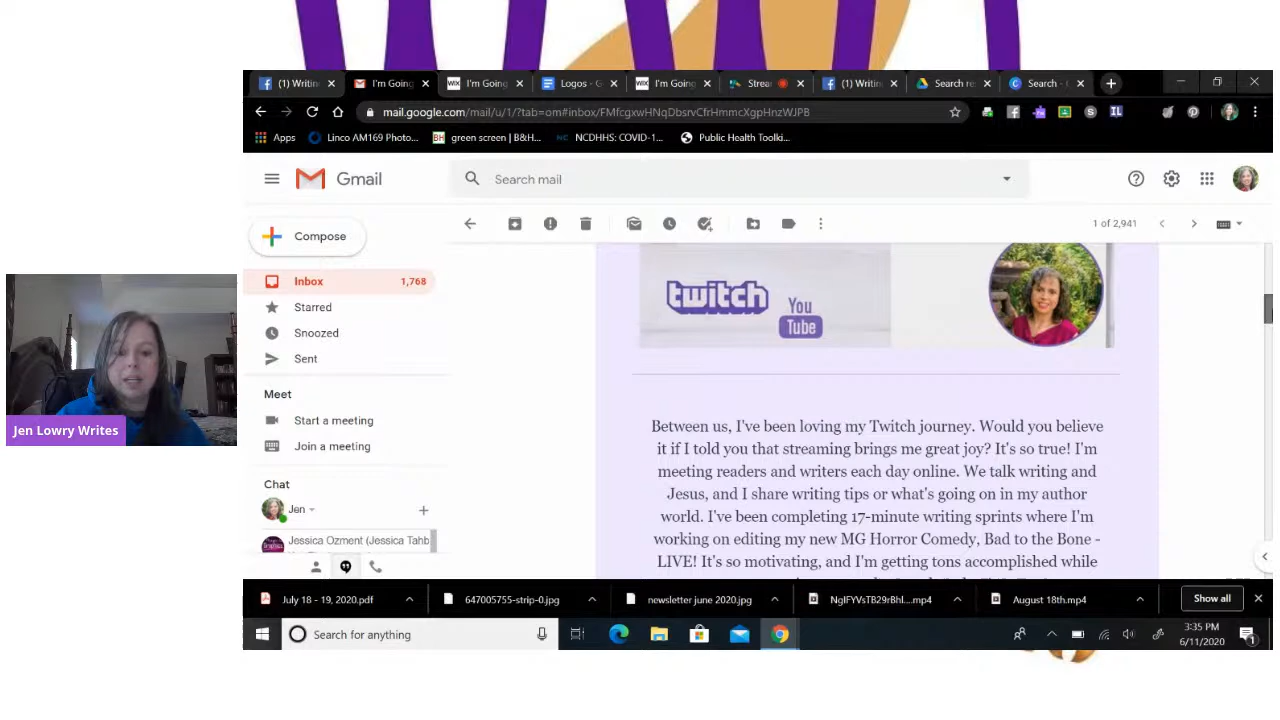 (1) Writin
I'm Going
I'm Going
Logos - G
I'm Going
Strea
(1) Writin
Search re
Search -
mail.google.com/mail/u/1/?tab=om#inbox/FMfcgxwHNqDbsrvCfrHmmcXgpHnzWJPB
Apps
Linco AM169 Photo...
green screen | B&H...
NCDHHS: COVID-1...
Public Health Toolki...
Gmail
Search mail
Compose
1 of 2,941
Inbox
1,768
Starred
Snoozed
Sent
Meet
Start a meeting
Join a meeting
Chat
Jen
Jessica Ozment (Jessica Tahb
twitch
You
Tube
Between us, I've been loving my Twitch journey. Would you believe
it if I told you that streaming brings me great joy? It's so true! I'm
meeting readers and writers each day online. We talk writing and
Jesus, and I share writing tips or what's going on in my author
world. I've been completing 17-minute writing sprints where I'm
working on editing my new MG Horror Comedy, Bad to the Bone -
LIVE! It's so motivating, and I'm getting tons accomplished while
Jen Lowry Writes
July 18 - 19, 2020.pdf
647005755-strip-0.jpg
newsletter june 2020.jpg
NgIFYVsTB29rBhl....mp4
August 18th.mp4
Show all
Search for anything
3:35 PM
6/11/2020